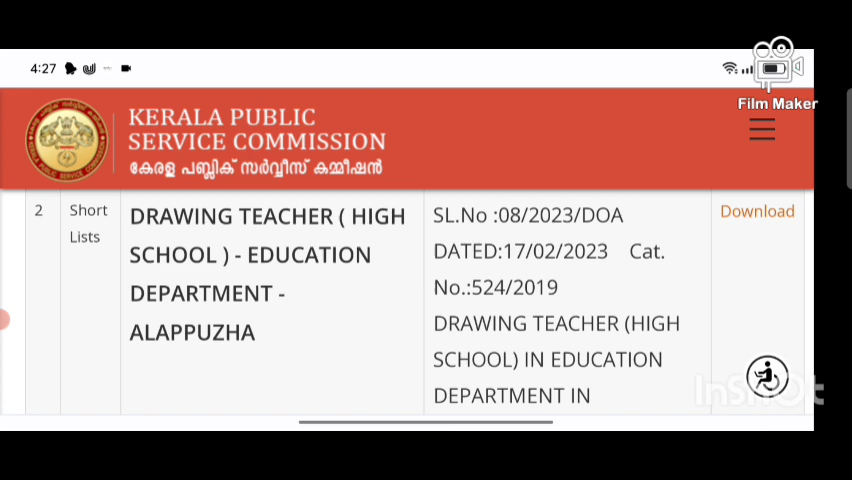 4:27
Film Maker
KERALA PUBLIC
SERVICE COMMISSION
കേരള പബ്ലിക് സർവ്വീസ് കമ്മീഷൻ
2
Short
Lists
DRAWING TEACHER ( HIGH
SCHOOL ) - EDUCATION
DEPARTMENT -
ALAPPUZHA
SL.No :08/2023/DOA
DATED:17/02/2023 Cat.
No.:524/2019
DRAWING TEACHER (HIGH
SCHOOL) IN EDUCATION
DEPARTMENT IN
Download
InShot